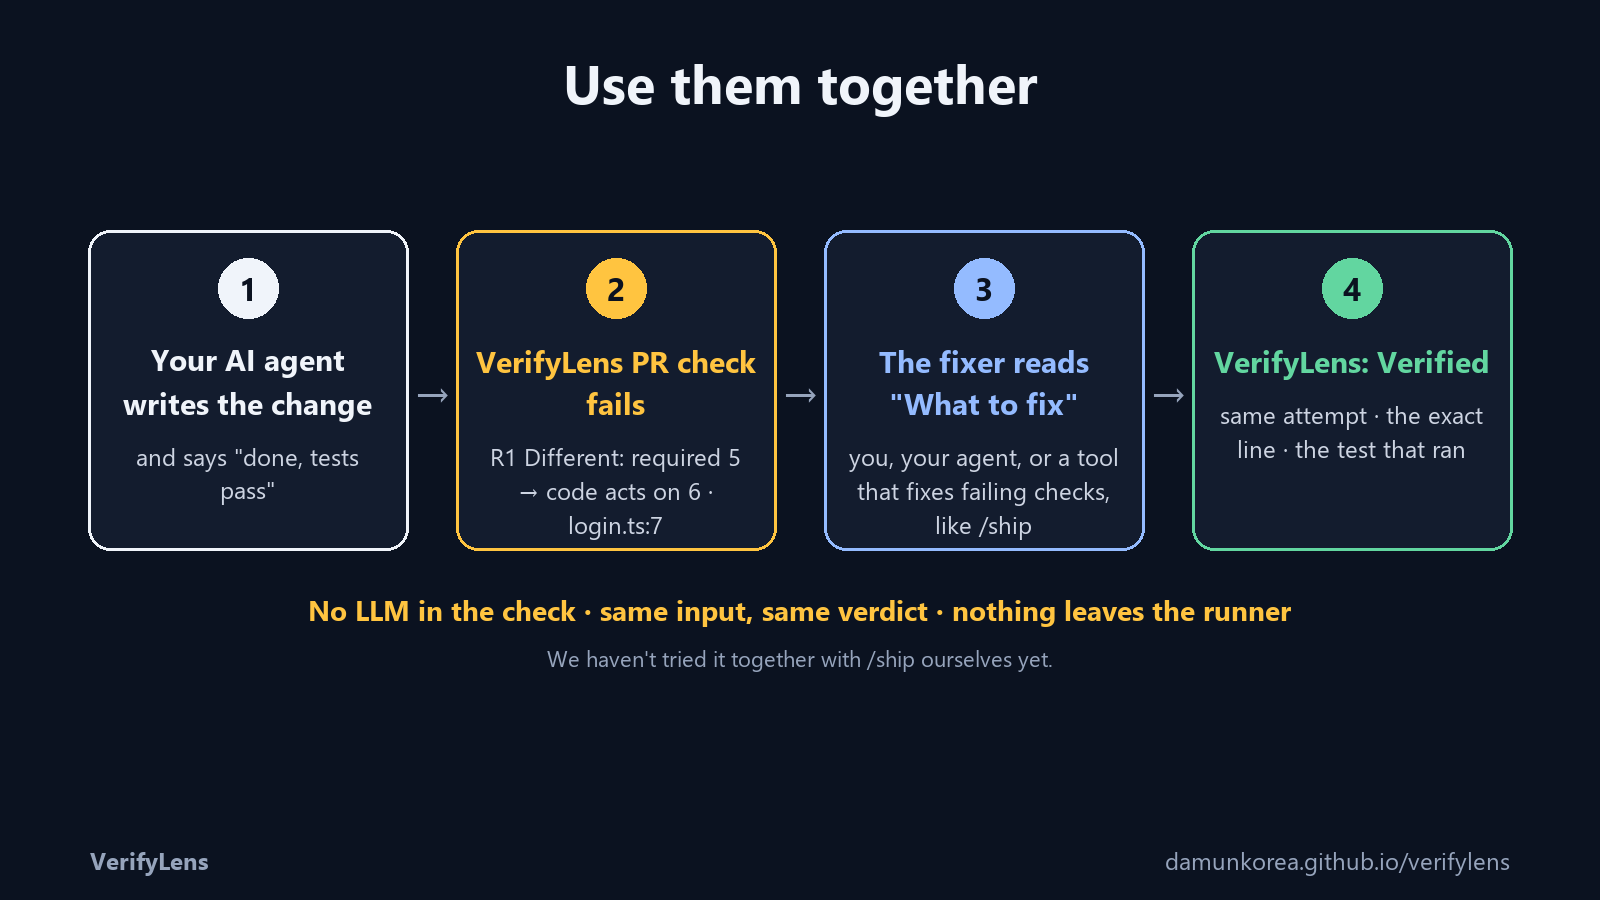 Use them together
1
Your AI agent
writes the change
and says "done, tests
pass"
→
2
VerifyLens PR check
fails
R1 Different: required 5
→ code acts on 6 ·
login.ts:7
→
3
The fixer reads
"What to fix"
you, your agent, or a tool
that fixes failing checks,
like /ship
→
4
VerifyLens: Verified
same attempt · the exact
line · the test that ran
No LLM in the check · same input, same verdict · nothing leaves the runner
We haven't tried it together with /ship ourselves yet.
VerifyLens
damunkorea.github.io/verifylens